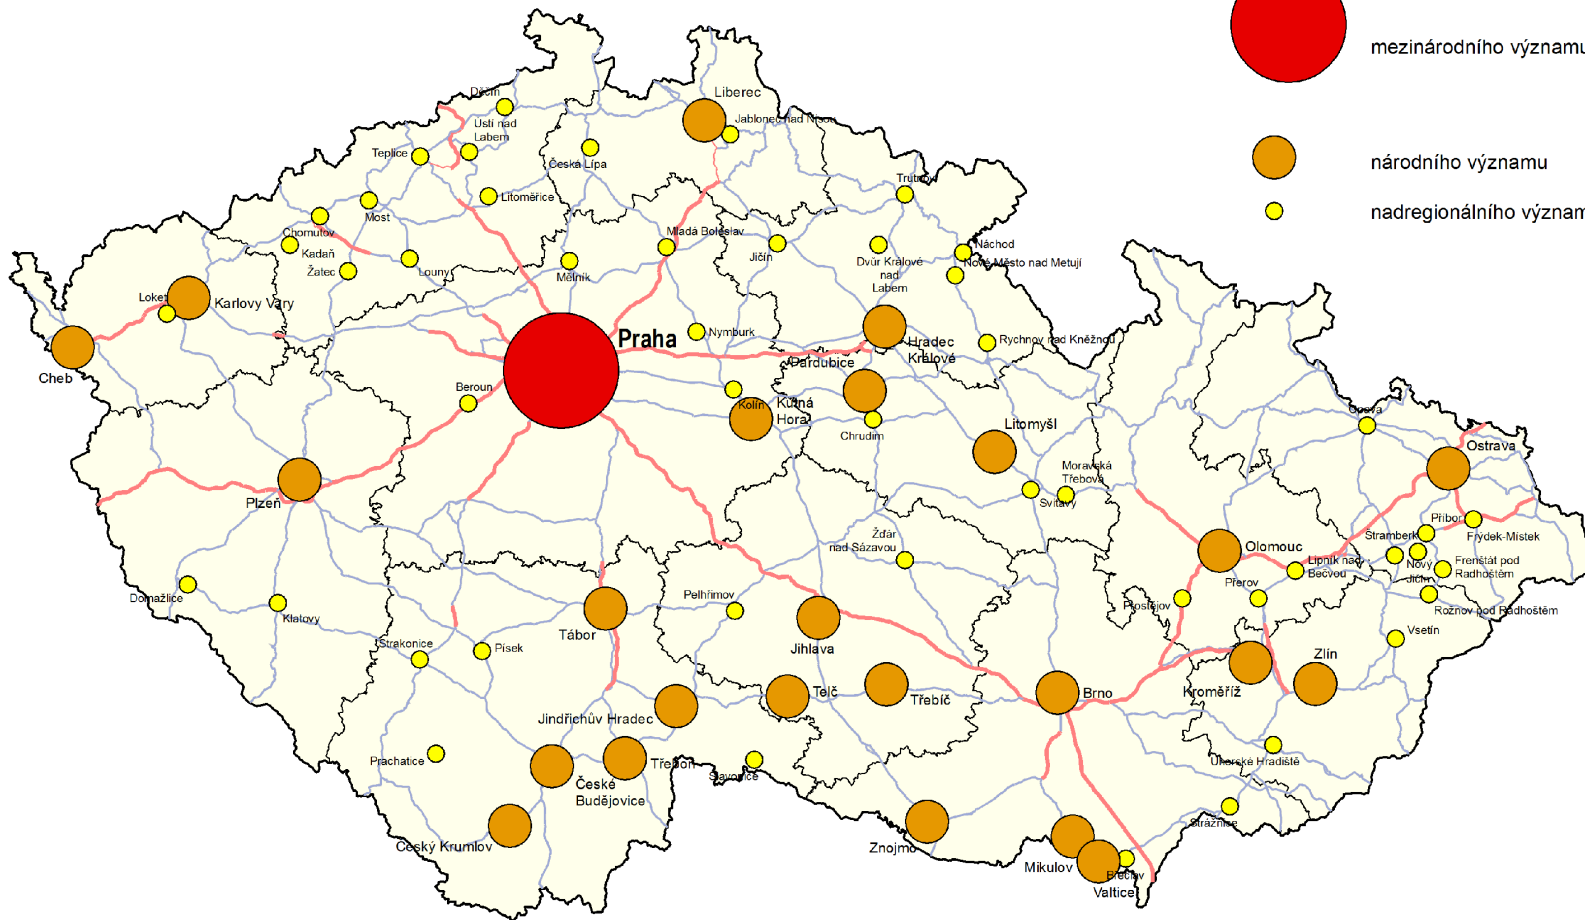 mezinárodního významu
národního významu
nadregionálního význam
Děčín
Ústí nad
Labem
Teplice
Liberec
Jablonec nad Nisou
Česká Lípa
Litoměřice
Most
Chomutov
Kadaň
Žatec
Louny
Mělník
Mladá Boleslav
Jičín
Trutnov
Náchod
Nové Město nad Metují
Dvůr Králové
nad
Labem
Loket
Karlovy Vary
Cheb
Praha
Nymburk
Hradec
Králové
Rychnov nad Kněžnou
Pardubice
Beroun
Kolín
Kutná
Hora
Chrudim
Litomyšl
Opava
Ostrava
Plzeň
Moravská
Třebová
Svitavy
Příbor
Frýdek-Místek
Štramberk
Nový
Jičín
Frenštát pod
Radhoštěm
Rožnov pod Radhoštěm
Olomouc
Lipník nad
Bečvou
Přerov
Prostějov
Žďár
nad Sázavou
Domažlice
Klatovy
Pelhřimov
Tábor
Jihlava
Strakonice
Písek
Vsetín
Zlín
Kroměříž
Brno
Telč
Třebíč
Jindřichův Hradec
Prachatice
Třeboň
Slavonice
České
Budějovice
Uherské Hradiště
Strážnice
Český Krumlov
Znojmo
Mikulov
Břeclav
Valtice